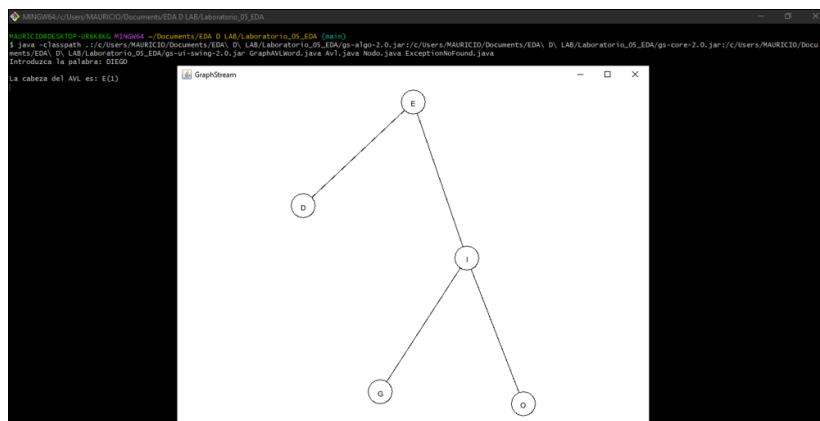 MINGW64:/c/Users/MAURICIO/Documents/EDA D LAB/Laboratorio_05_EDA
MAURICIO@DESKTOP-UR6K8KG MINGW64 ~/Documents/EDA D LAB/Laboratorio_05_EDA (main)
$ java -classpath .:/c/Users/MAURICIO/Documents/EDA\ D\ LAB/Laboratorio_05_EDA/gs-algo-2.0.jar:/c/Users/MAURICIO/Documents/EDA\ D\ LAB/Laboratorio_05_EDA/gs-core-2.0.jar:/c/Users/MAURICIO/Docu
ments/EDA\ D\ LAB/Laboratorio_05_EDA/gs-ui-swing-2.0.jar GraphAVLWord.java Avl.java Nodo.java ExceptionNoFound.java
Introduzca la palabra: DIEGO
La cabeza del AVL es: E(1)
GraphStream
E
D
I
G
O